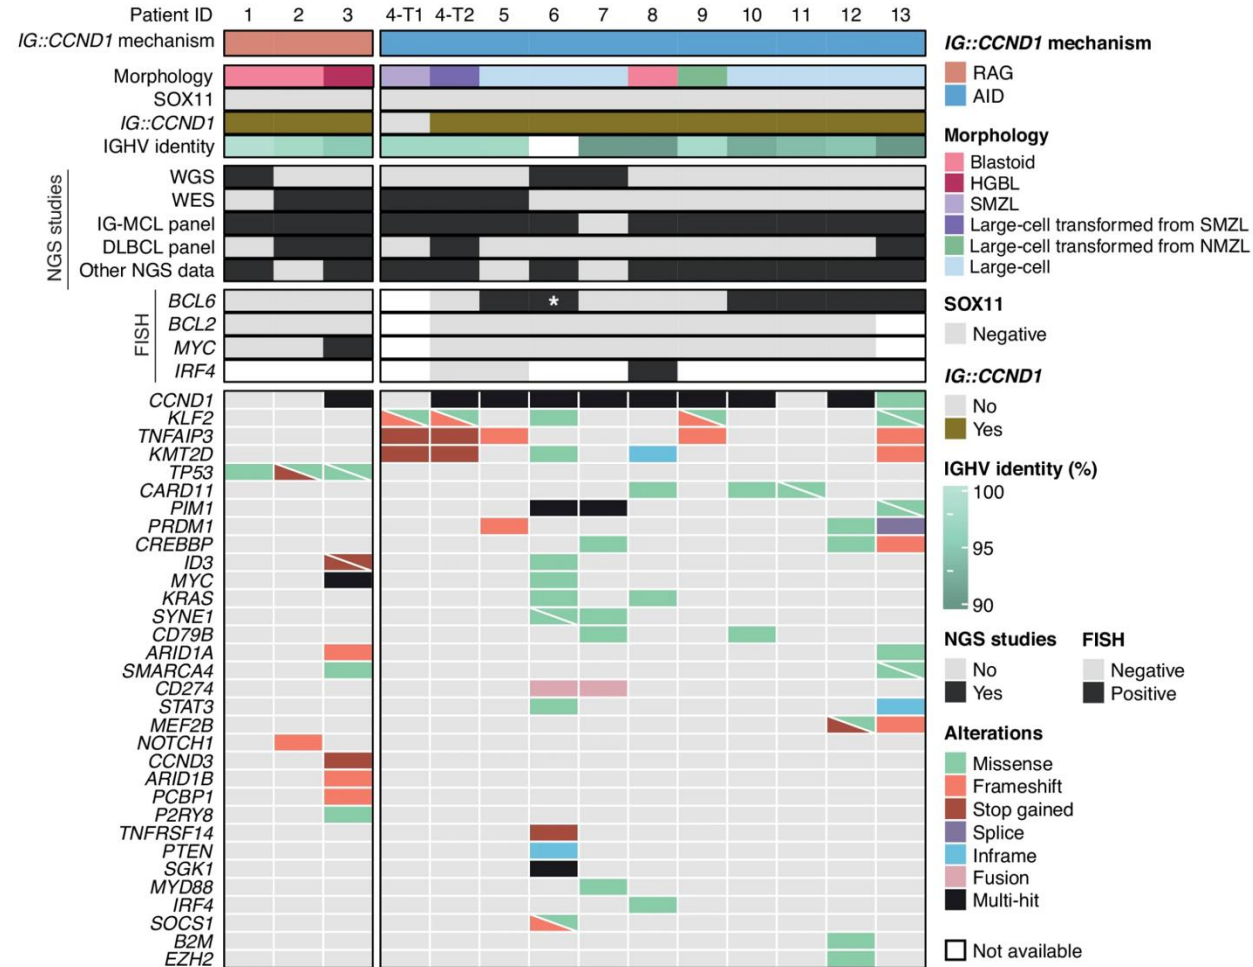 Patient ID 1 2 3 4-T1 4-T2 5 6 7 8 9 10 11 12 13
IG::CCND1 mechanism
Morphology
SOX11
IG::CCND1
IGHV identity
NGS studies
WGS
WES
IG-MCL panel
DLBCL panel
Other NGS data
FISH
BCL6 *
BCL2
MYC
IRF4
CCND1
KLF2
TNFAIP3
KMT2D
TP53
CARD11
PIM1
PRDM1
CREBBP
ID3
MYC
KRAS
SYNE1
CD79B
ARID1A
SMARCA4
CD274
STAT3
MEF2B
NOTCH1
CCND3
ARID1B
PCBP1
P2RY8
TNFRSF14
PTEN
SGK1
MYD88
IRF4
SOCS1
B2M
EZH2
IG::CCND1 mechanism
RAG
AID
Morphology
Blastoid
HGBL
SMZL
Large-cell transformed from SMZL
Large-cell transformed from NMZL
Large-cell
SOX11
Negative
IG::CCND1
No
Yes
IGHV identity (%)
100
95
90
NGS studies
No
Yes
FISH
Negative
Positive
Alterations
Missense
Frameshift
Stop gained
Splice
Inframe
Fusion
Multi-hit
Not available